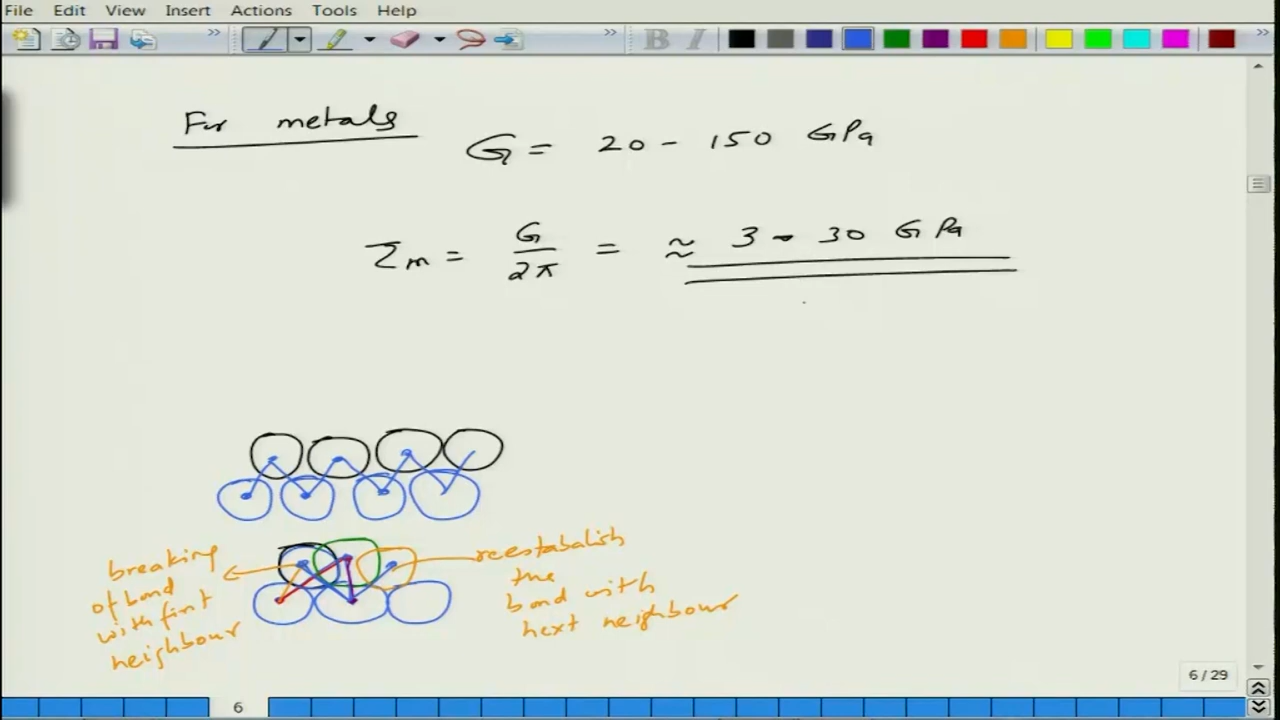 File Edit View Insert Actions Tools Help
B I
For metals
G = 20 - 150 GPa
τm = G/2π = ≈ 3 - 30 GPa
breaking
of bond
with first
neighbour
reestabalish
the
bond with
next neighbour
6 / 29
6